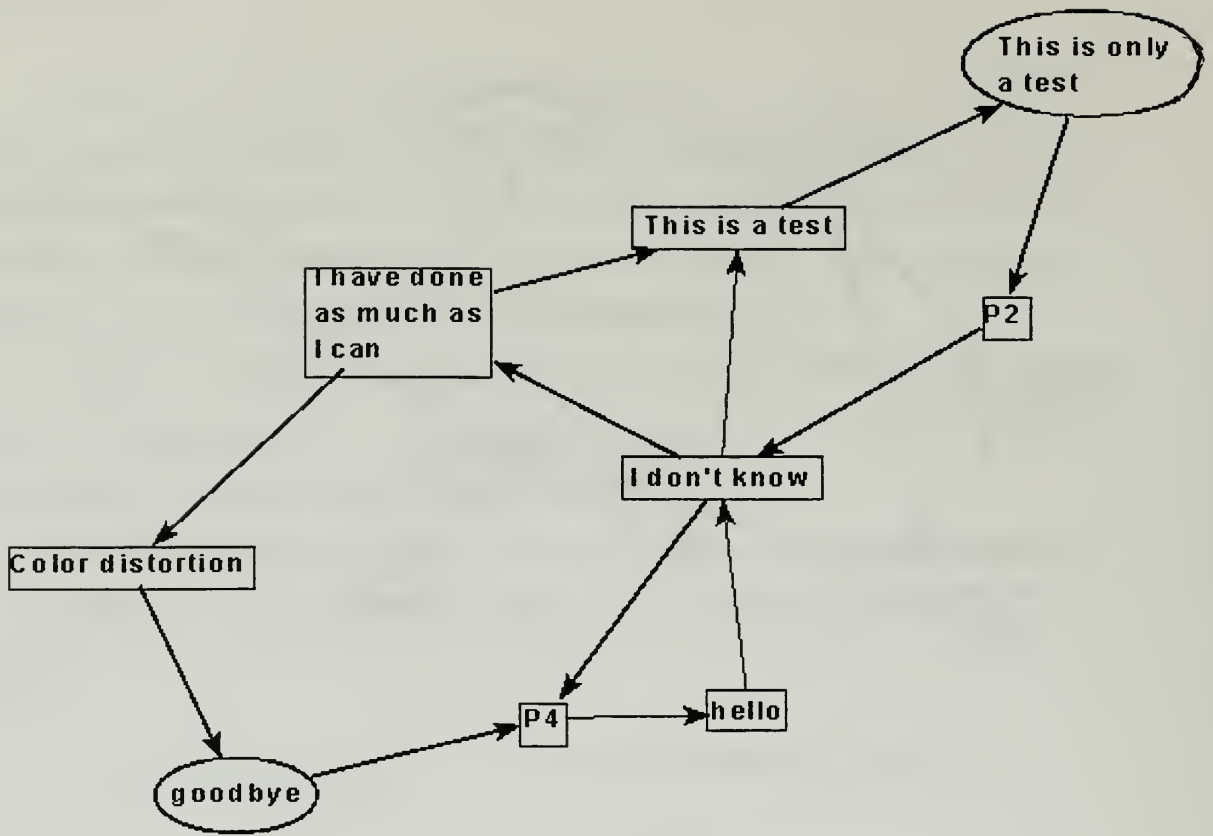 This is only
a test
This is a test
I have done
as much as
I can
P2
I don't know
Color distortion
P4
hello
goodbye